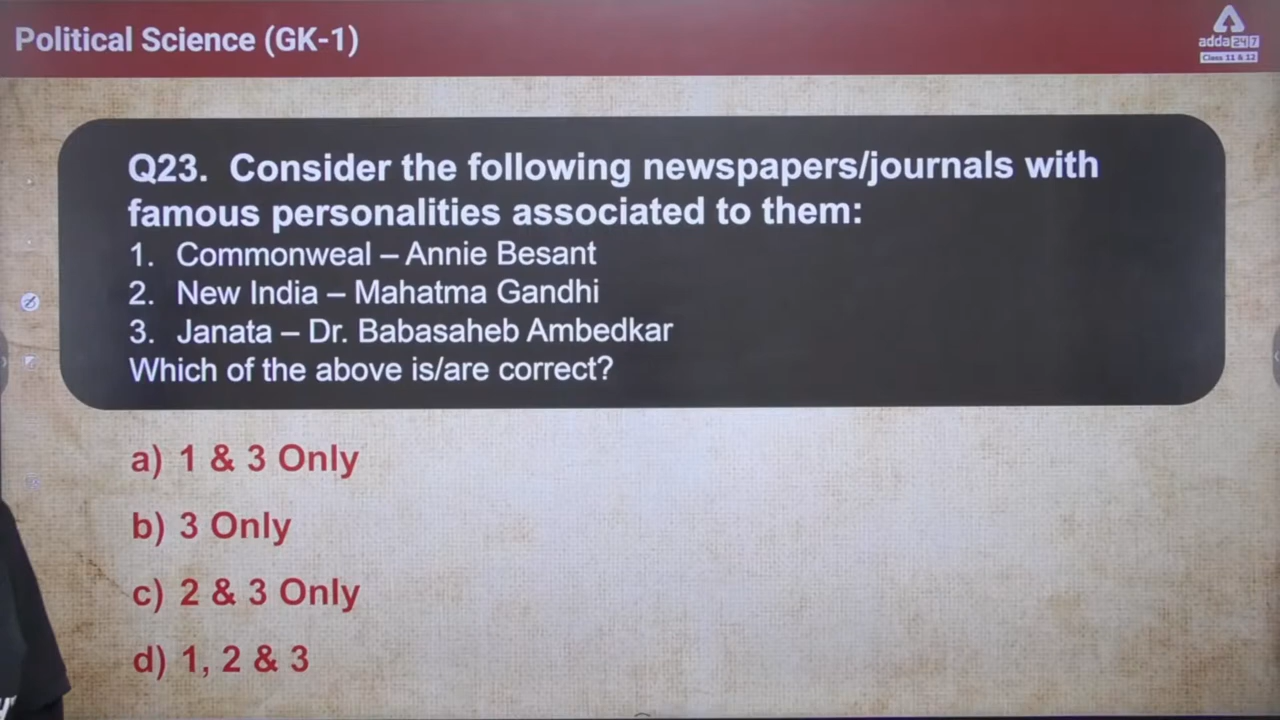 Political Science (GK-1)
adda247
Class 11 & 12
Q23. Consider the following newspapers/journals with
famous personalities associated to them:
1. Commonweal – Annie Besant
2. New India – Mahatma Gandhi
3. Janata – Dr. Babasaheb Ambedkar
Which of the above is/are correct?
a) 1 & 3 Only
b) 3 Only
c) 2 & 3 Only
d) 1, 2 & 3